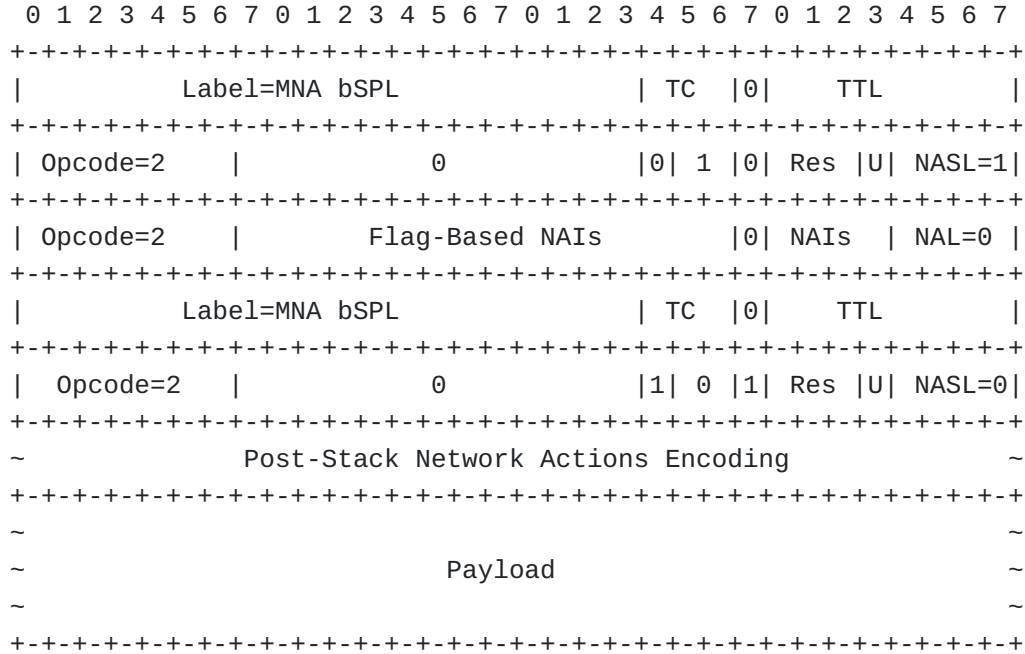 0 1 2 3 4 5 6 7 0 1 2 3 4 5 6 7 0 1 2 3 4 5 6 7 0 1 2 3 4 5 6 7
+-+-+-+-+-+-+-+-+-+-+-+-+-+-+-+-+-+-+-+-+-+-+-+-+-+-+-+-+-+-+-+-+
|          Label=MNA bSPL               | TC  |0|    TTL        |
+-+-+-+-+-+-+-+-+-+-+-+-+-+-+-+-+-+-+-+-+-+-+-+-+-+-+-+-+-+-+-+-+
| Opcode=2    |            0            |0| 1 |0| Res |U| NASL=1|
+-+-+-+-+-+-+-+-+-+-+-+-+-+-+-+-+-+-+-+-+-+-+-+-+-+-+-+-+-+-+-+-+
| Opcode=2    |        Flag-Based NAIs        |0| NAIs  | NAL=0 |
+-+-+-+-+-+-+-+-+-+-+-+-+-+-+-+-+-+-+-+-+-+-+-+-+-+-+-+-+-+-+-+-+
|          Label=MNA bSPL               | TC  |0|    TTL        |
+-+-+-+-+-+-+-+-+-+-+-+-+-+-+-+-+-+-+-+-+-+-+-+-+-+-+-+-+-+-+-+-+
|  Opcode=2   |            0            |1| 0 |1| Res |U| NASL=0|
+-+-+-+-+-+-+-+-+-+-+-+-+-+-+-+-+-+-+-+-+-+-+-+-+-+-+-+-+-+-+-+-+
~              Post-Stack Network Actions Encoding              ~
+-+-+-+-+-+-+-+-+-+-+-+-+-+-+-+-+-+-+-+-+-+-+-+-+-+-+-+-+-+-+-+-+
~                                                               ~
~                           Payload                             ~
~                                                               ~
+-+-+-+-+-+-+-+-+-+-+-+-+-+-+-+-+-+-+-+-+-+-+-+-+-+-+-+-+-+-+-+-+